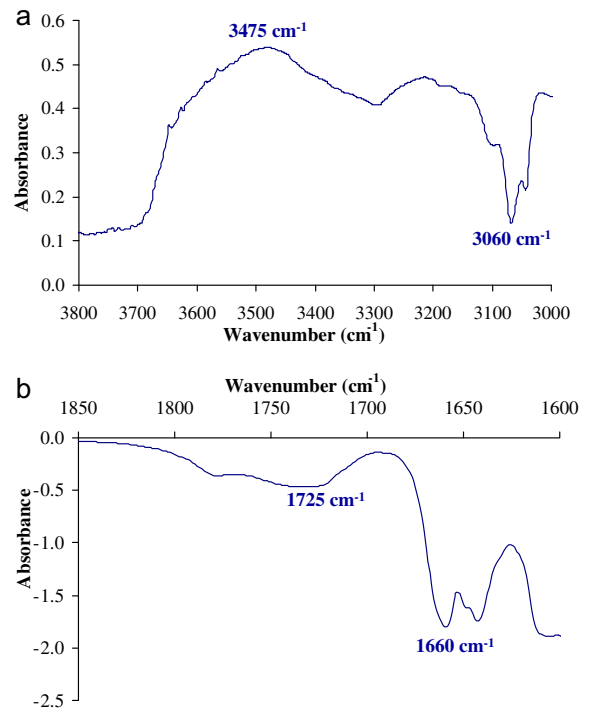 a
0.6
3475 cm-1
0.5
0.4
0.3
0.2
0.1
0.0
Absorbance
3060 cm-1
3800 3700 3600 3500 3400 3300 3200 3100 3000
Wavenumber (cm-1)
b
Wavenumber (cm-1)
1850 1800 1750 1700 1650 1600
0.0
-0.5
-1.0
-1.5
-2.0
-2.5
Absorbance
1725 cm-1
1660 cm-1